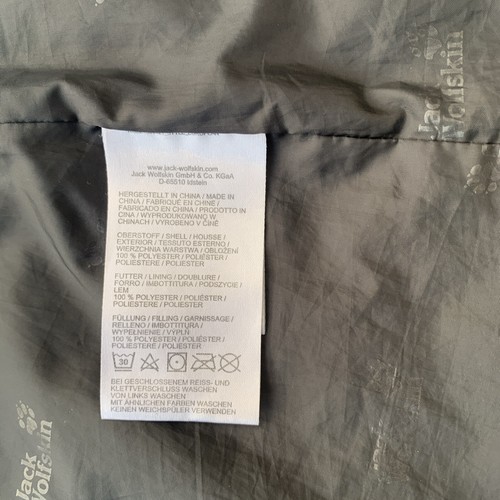 Jack
Wolfskin
www.jack-wolfskin.com
Jack Wolfskin GmbH & Co. KGaA
D-65510 Idstein
HERGESTELLT IN CHINA / MADE IN
CHINA / FABRIQUÉ EN CHINE /
FABRICADO EN CHINA / PRODOTTO IN
CINA / WYPRODUKOWANO W
CHINACH / VYROBENO V ČÍNĚ
OBERSTOFF / SHELL / HOUSSE /
EXTERIOR / TESSUTO ESTERNO /
WIERZCHNIA WARSTWA / OBLOŽENÍ
100 % POLYESTER / POLIÉSTER /
POLIESTERE / POLIESTER
FUTTER / LINING / DOUBLURE /
FORRO / IMBOTTITURA / PODSZYCIE /
LEM
100 % POLYESTER / POLIÉSTER /
POLIESTERE / POLIESTER
FÜLLUNG / FILLING / GARNISSAGE /
RELLENO / IMBOTTITURA /
WYPEŁNIENIE / VÝPLŇ
100 % POLYESTER / POLIÉSTER /
POLIESTERE / POLIESTER
30
BEI GESCHLOSSENEM REISS- UND
KLETTVERSCHLUSS WASCHEN
VON LINKS WASCHEN
MIT ÄHNLICHEN FARBEN WASCHEN
KEINEN WEICHSPÜLER VERWENDEN
Jack
Wolfskin